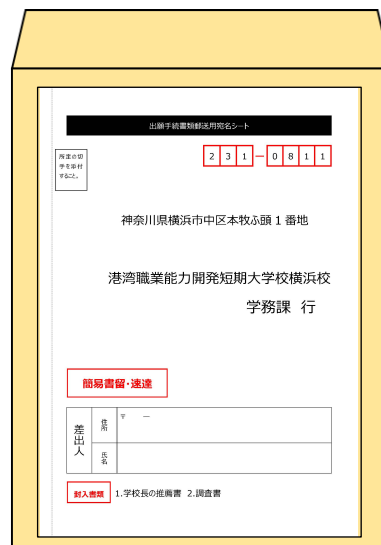 出願手続書類郵送用宛名シート
所定の切
手を添付
すること。
231-0811
神奈川県横浜市中区本牧ふ頭1番地
港湾職業能力開発短期大学校横浜校
学務課 行
簡易書留・速達
差出人
住所
〒 ー
氏名
封入書類 1.学校長の推薦書 2.調査書